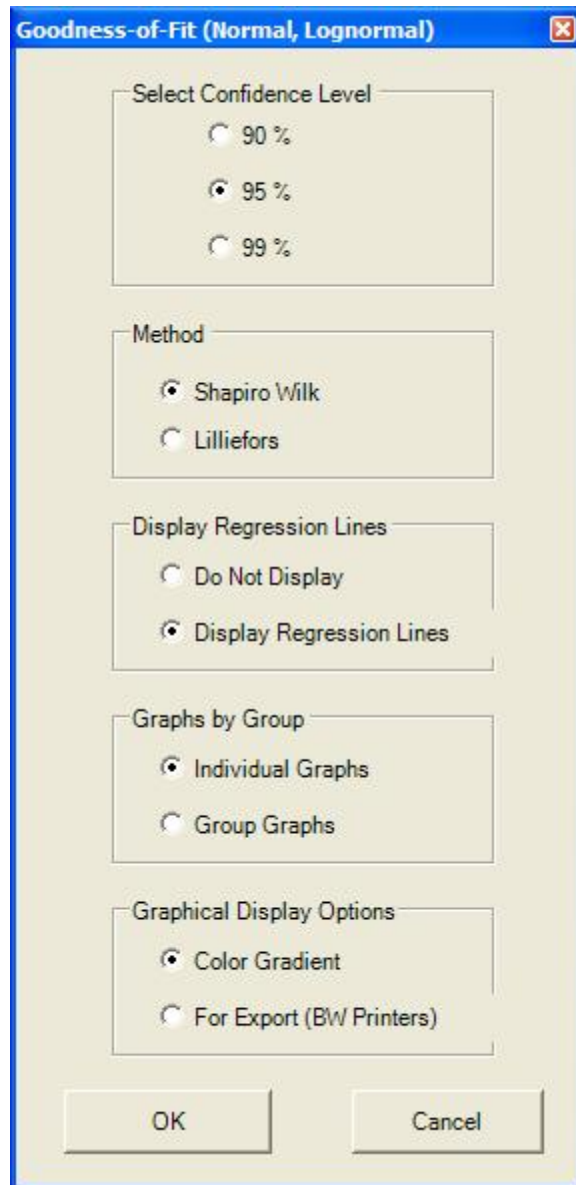 Goodness-of-Fit (Normal, Lognormal)
Select Confidence Level
90 %
95 %
99 %
Method
Shapiro Wilk
Lilliefors
Display Regression Lines
Do Not Display
Display Regression Lines
Graphs by Group
Individual Graphs
Group Graphs
Graphical Display Options
Color Gradient
For Export (BW Printers)
OK
Cancel